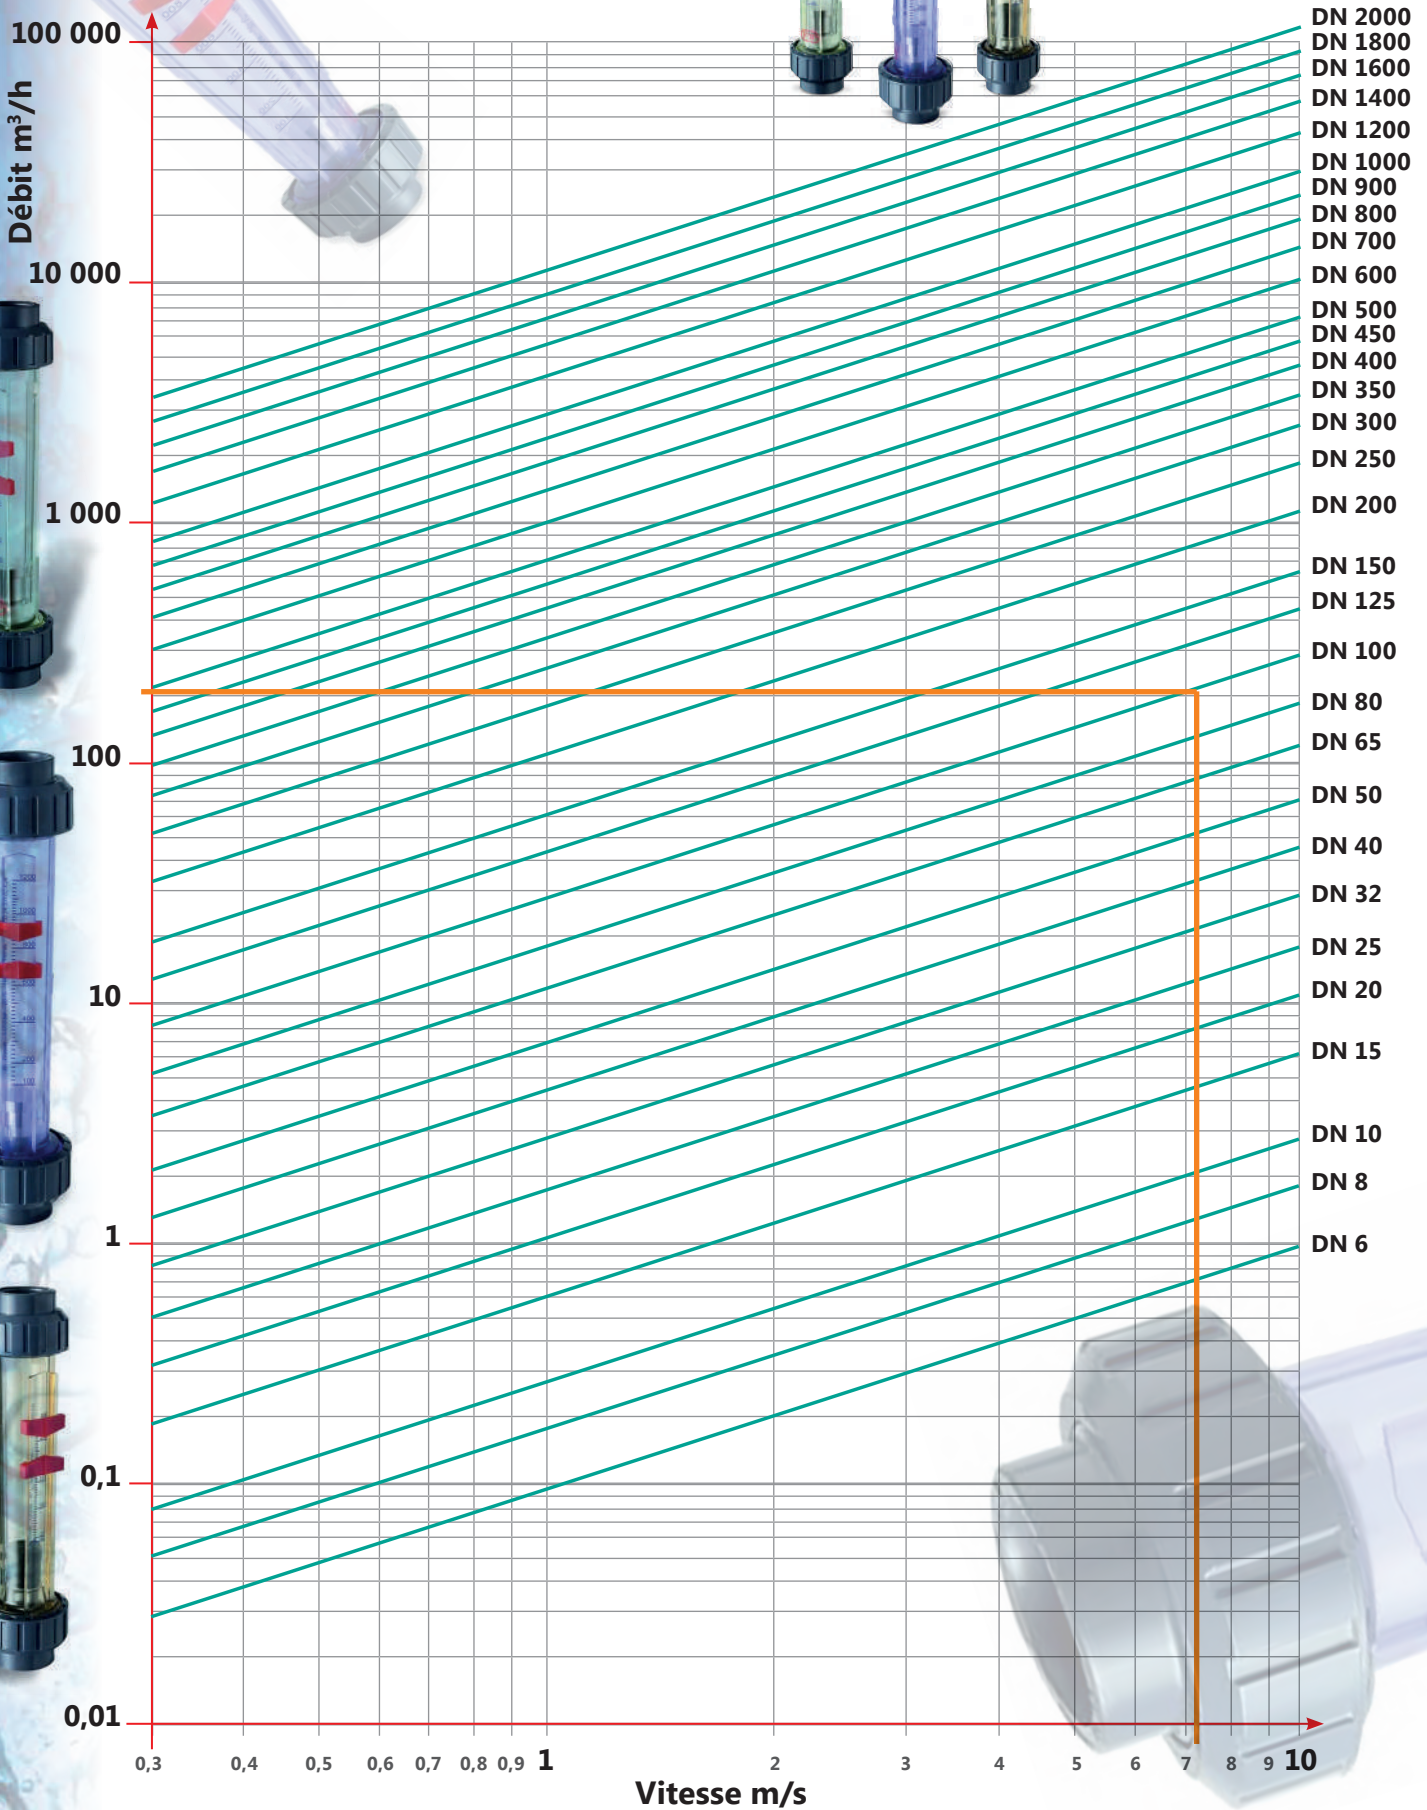 100 000
Débit m³/h
10 000
1 000
100
10
1
0,1
0,01
DN 2000
DN 1800
DN 1600
DN 1400
DN 1200
DN 1000
DN 900
DN 800
DN 700
DN 600
DN 500
DN 450
DN 400
DN 350
DN 300
DN 250
DN 200
DN 150
DN 125
DN 100
DN 80
DN 65
DN 50
DN 40
DN 32
DN 25
DN 20
DN 15
DN 10
DN 8
DN 6
0,3 0,4 0,5 0,6 0,7 0,8 0,9 1 2 3 4 5 6 7 8 9 10
Vitesse m/s